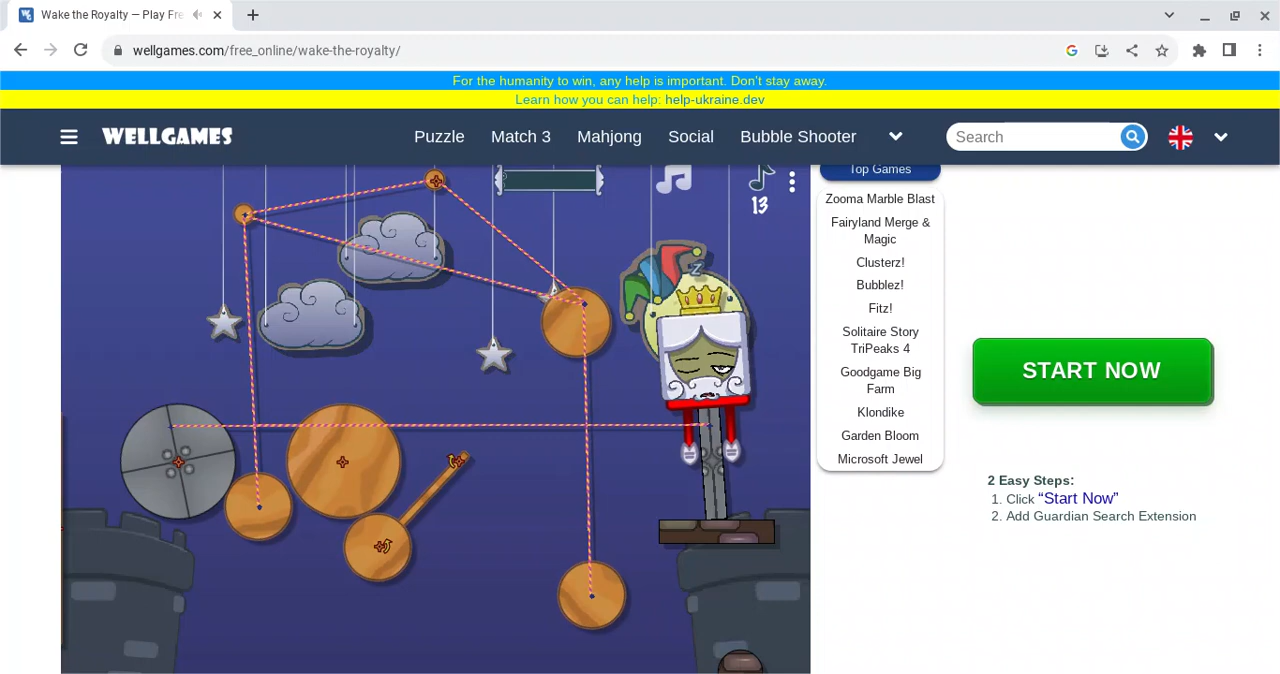 Wake the Royalty — Play Fre
wellgames.com/free_online/wake-the-royalty/
For the humanity to win, any help is important. Don't stay away.
Learn how you can help: help-ukraine.dev
WELLGAMES
Puzzle
Match 3
Mahjong
Social
Bubble Shooter
Search
Top Games
Zooma Marble Blast
Fairyland Merge &
Magic
Clusterz!
Bubblez!
Fitz!
Solitaire Story
TriPeaks 4
Goodgame Big
Farm
Klondike
Garden Bloom
Microsoft Jewel
13
Z
START NOW
2 Easy Steps:
1. Click “Start Now”
2. Add Guardian Search Extension